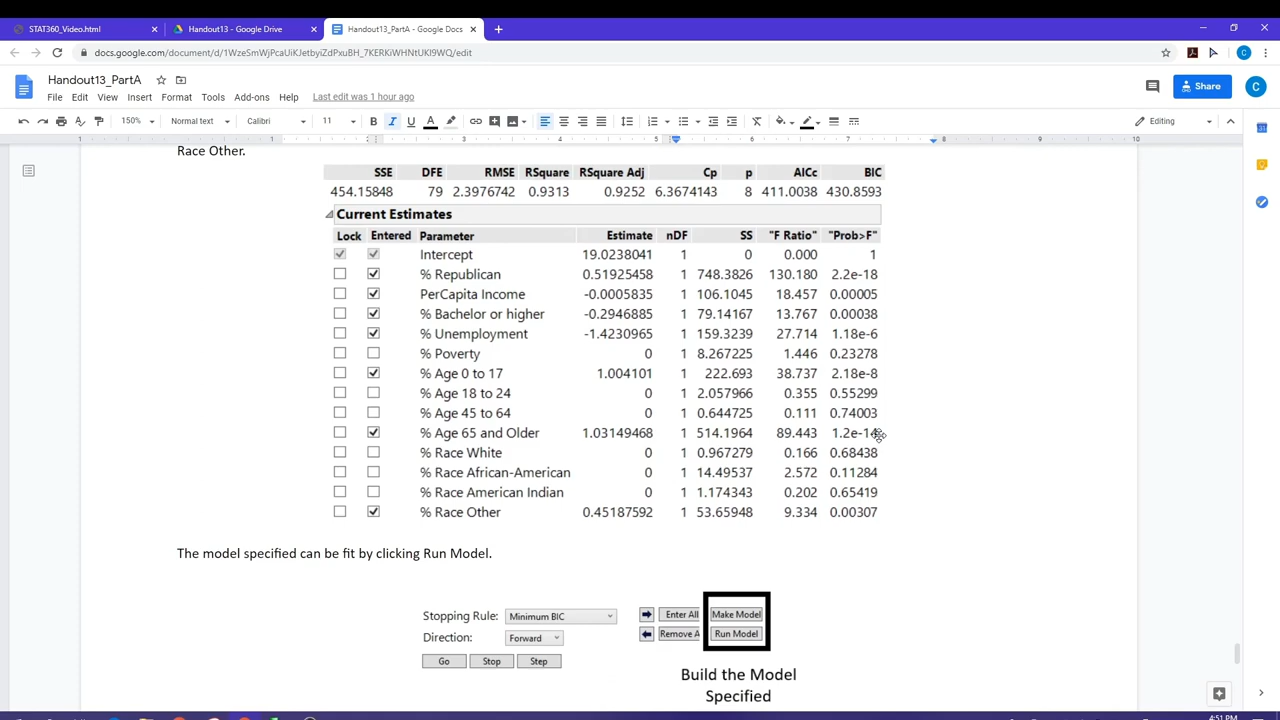 STAT360_Video.html
Handout13 - Google Drive
Handout13_PartA - Google Docs
docs.google.com/document/d/1WzeSmWjPcaUiKJetbyiZdPxuBH_7KERKiWHNtUKI9WQ/edit
Handout13_PartA
File Edit View Insert Format Tools Add-ons Help Last edit was 1 hour ago
Share
C
150% Normal text Calibri 11 Editing
Race Other.
SSE DFE RMSE RSquare RSquare Adj Cp p AICc BIC
454.15848 79 2.3976742 0.9313 0.9252 6.3674143 8 411.0038 430.8593
Current Estimates
Lock Entered Parameter Estimate nDF SS "F Ratio" "Prob>F"
Intercept 19.0238041 1 0 0.000 1
% Republican 0.51925458 1 748.3826 130.180 2.2e-18
PerCapita Income -0.0005835 1 106.1045 18.457 0.00005
% Bachelor or higher -0.2946885 1 79.14167 13.767 0.00038
% Unemployment -1.4230965 1 159.3239 27.714 1.18e-6
% Poverty 0 1 8.267225 1.446 0.23278
% Age 0 to 17 1.004101 1 222.693 38.737 2.18e-8
% Age 18 to 24 0 1 2.057966 0.355 0.55299
% Age 45 to 64 0 1 0.644725 0.111 0.74003
% Age 65 and Older 1.03149468 1 514.1964 89.443 1.2e-14
% Race White 0 1 0.967279 0.166 0.68438
% Race African-American 0 1 14.49537 2.572 0.11284
% Race American Indian 0 1 1.174343 0.202 0.65419
% Race Other 0.45187592 1 53.65948 9.334 0.00307
The model specified can be fit by clicking Run Model.
Stopping Rule: Minimum BIC Enter All Make Model
Direction: Forward Remove A Run Model
Go Stop Step
Build the Model
Specified
4:51 PM